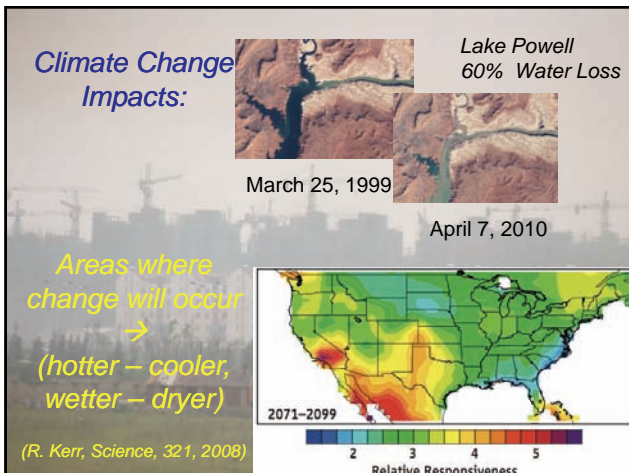 Climate Change
Impacts:
Lake Powell
60% Water Loss
March 25, 1999
April 7, 2010
Areas where
change will occur
→
(hotter – cooler,
wetter – dryer)
(R. Kerr, Science, 321, 2008)
2071–2099
2 3 4 5
Relative Responsiveness